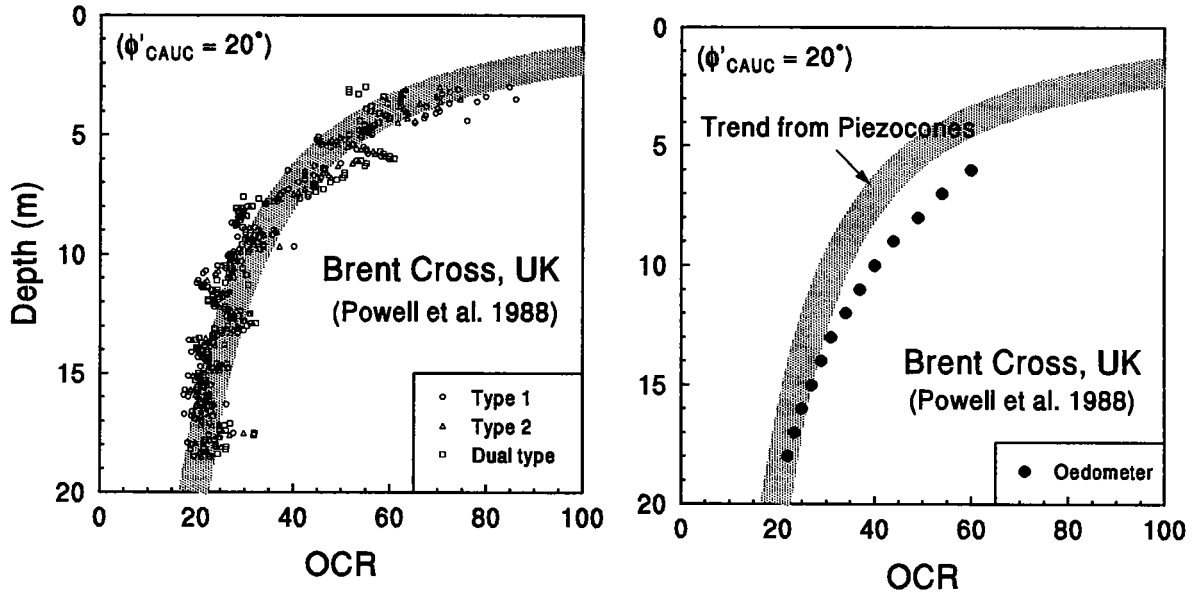 0
5
10
15
20
Depth (m)
(ϕ'CAUC = 20°)
Brent Cross, UK
(Powell et al. 1988)
Type 1
Type 2
Dual type
0 20 40 60 80 100
OCR
0
5
10
15
20
(ϕ'CAUC = 20°)
Trend from Piezocones
Brent Cross, UK
(Powell et al. 1988)
Oedometer
0 20 40 60 80 100
OCR